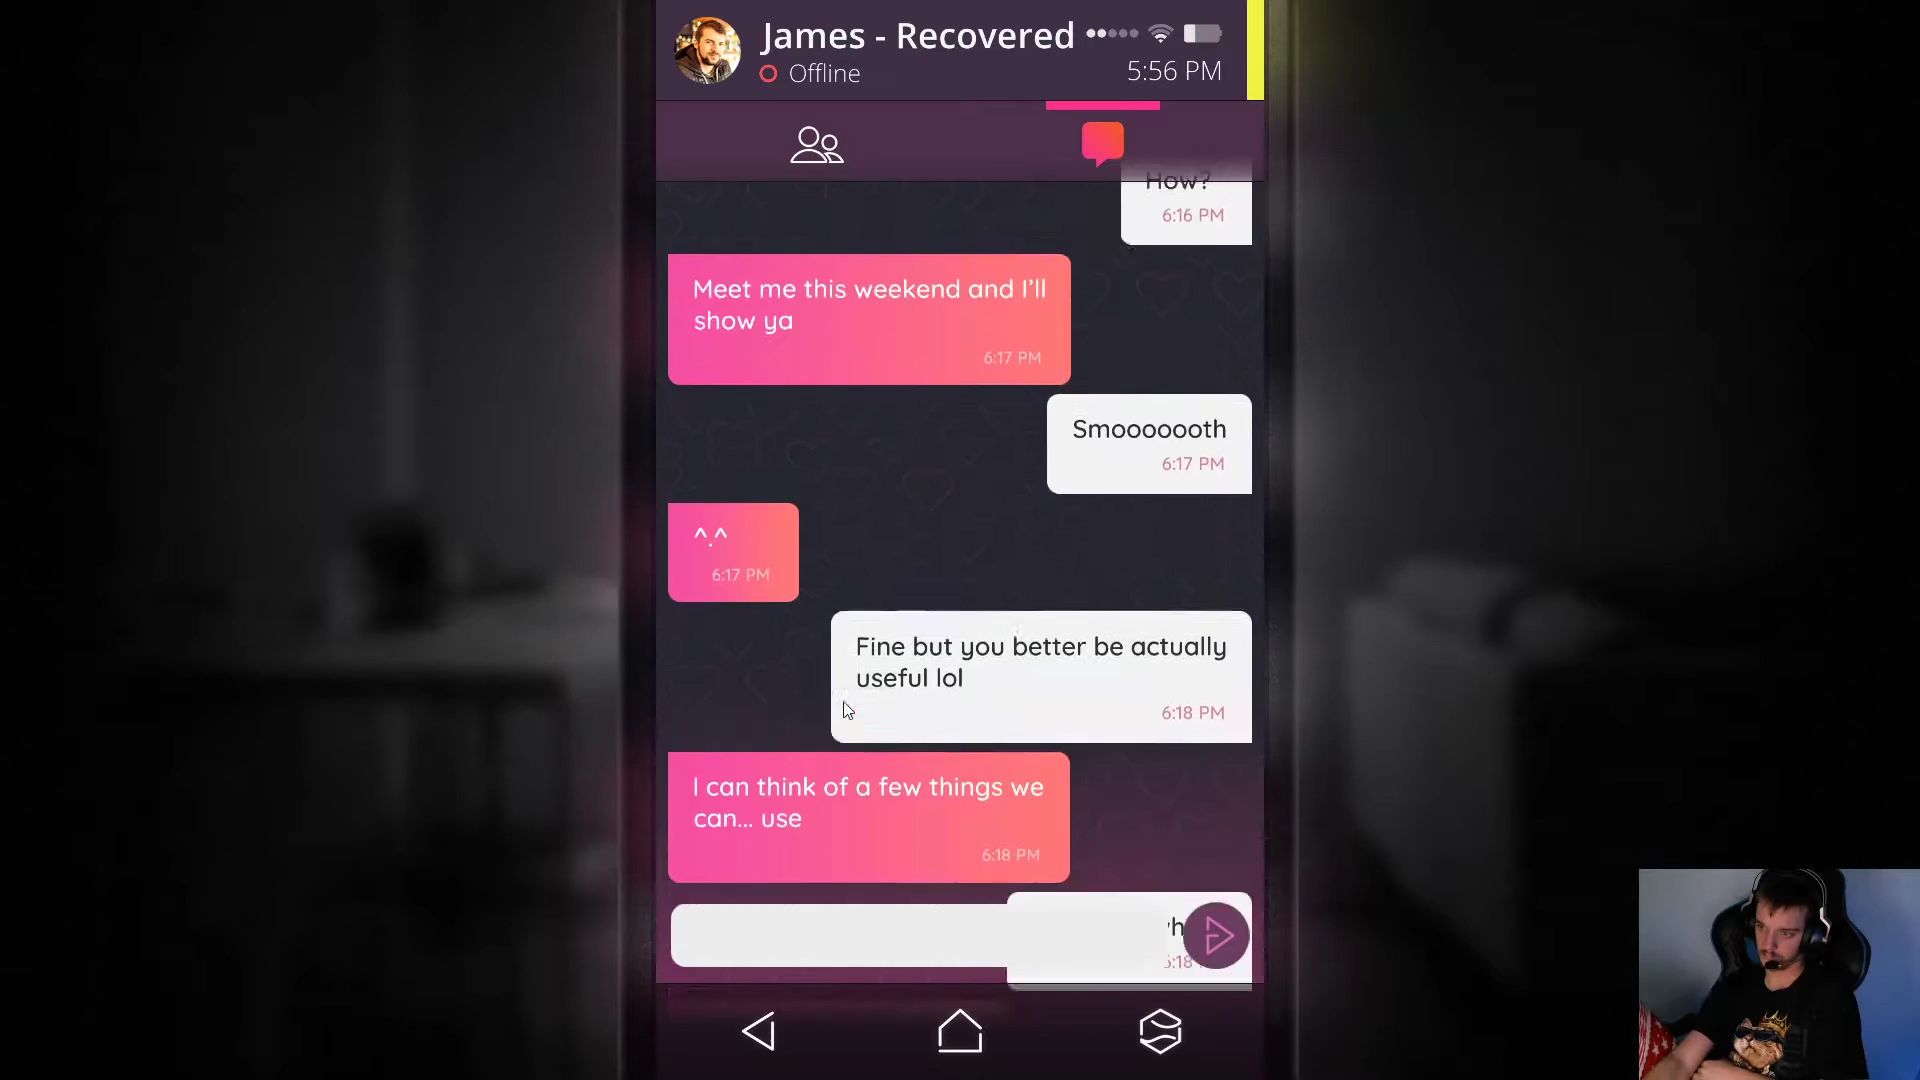 James - Recovered
Offline
5:56 PM
How?
6:16 PM
Meet me this weekend and I'll
show ya
6:17 PM
Smooooooth
6:17 PM
^.^
6:17 PM
Fine but you better be actually
useful lol
6:18 PM
I can think of a few things we
can... use
6:18 PM